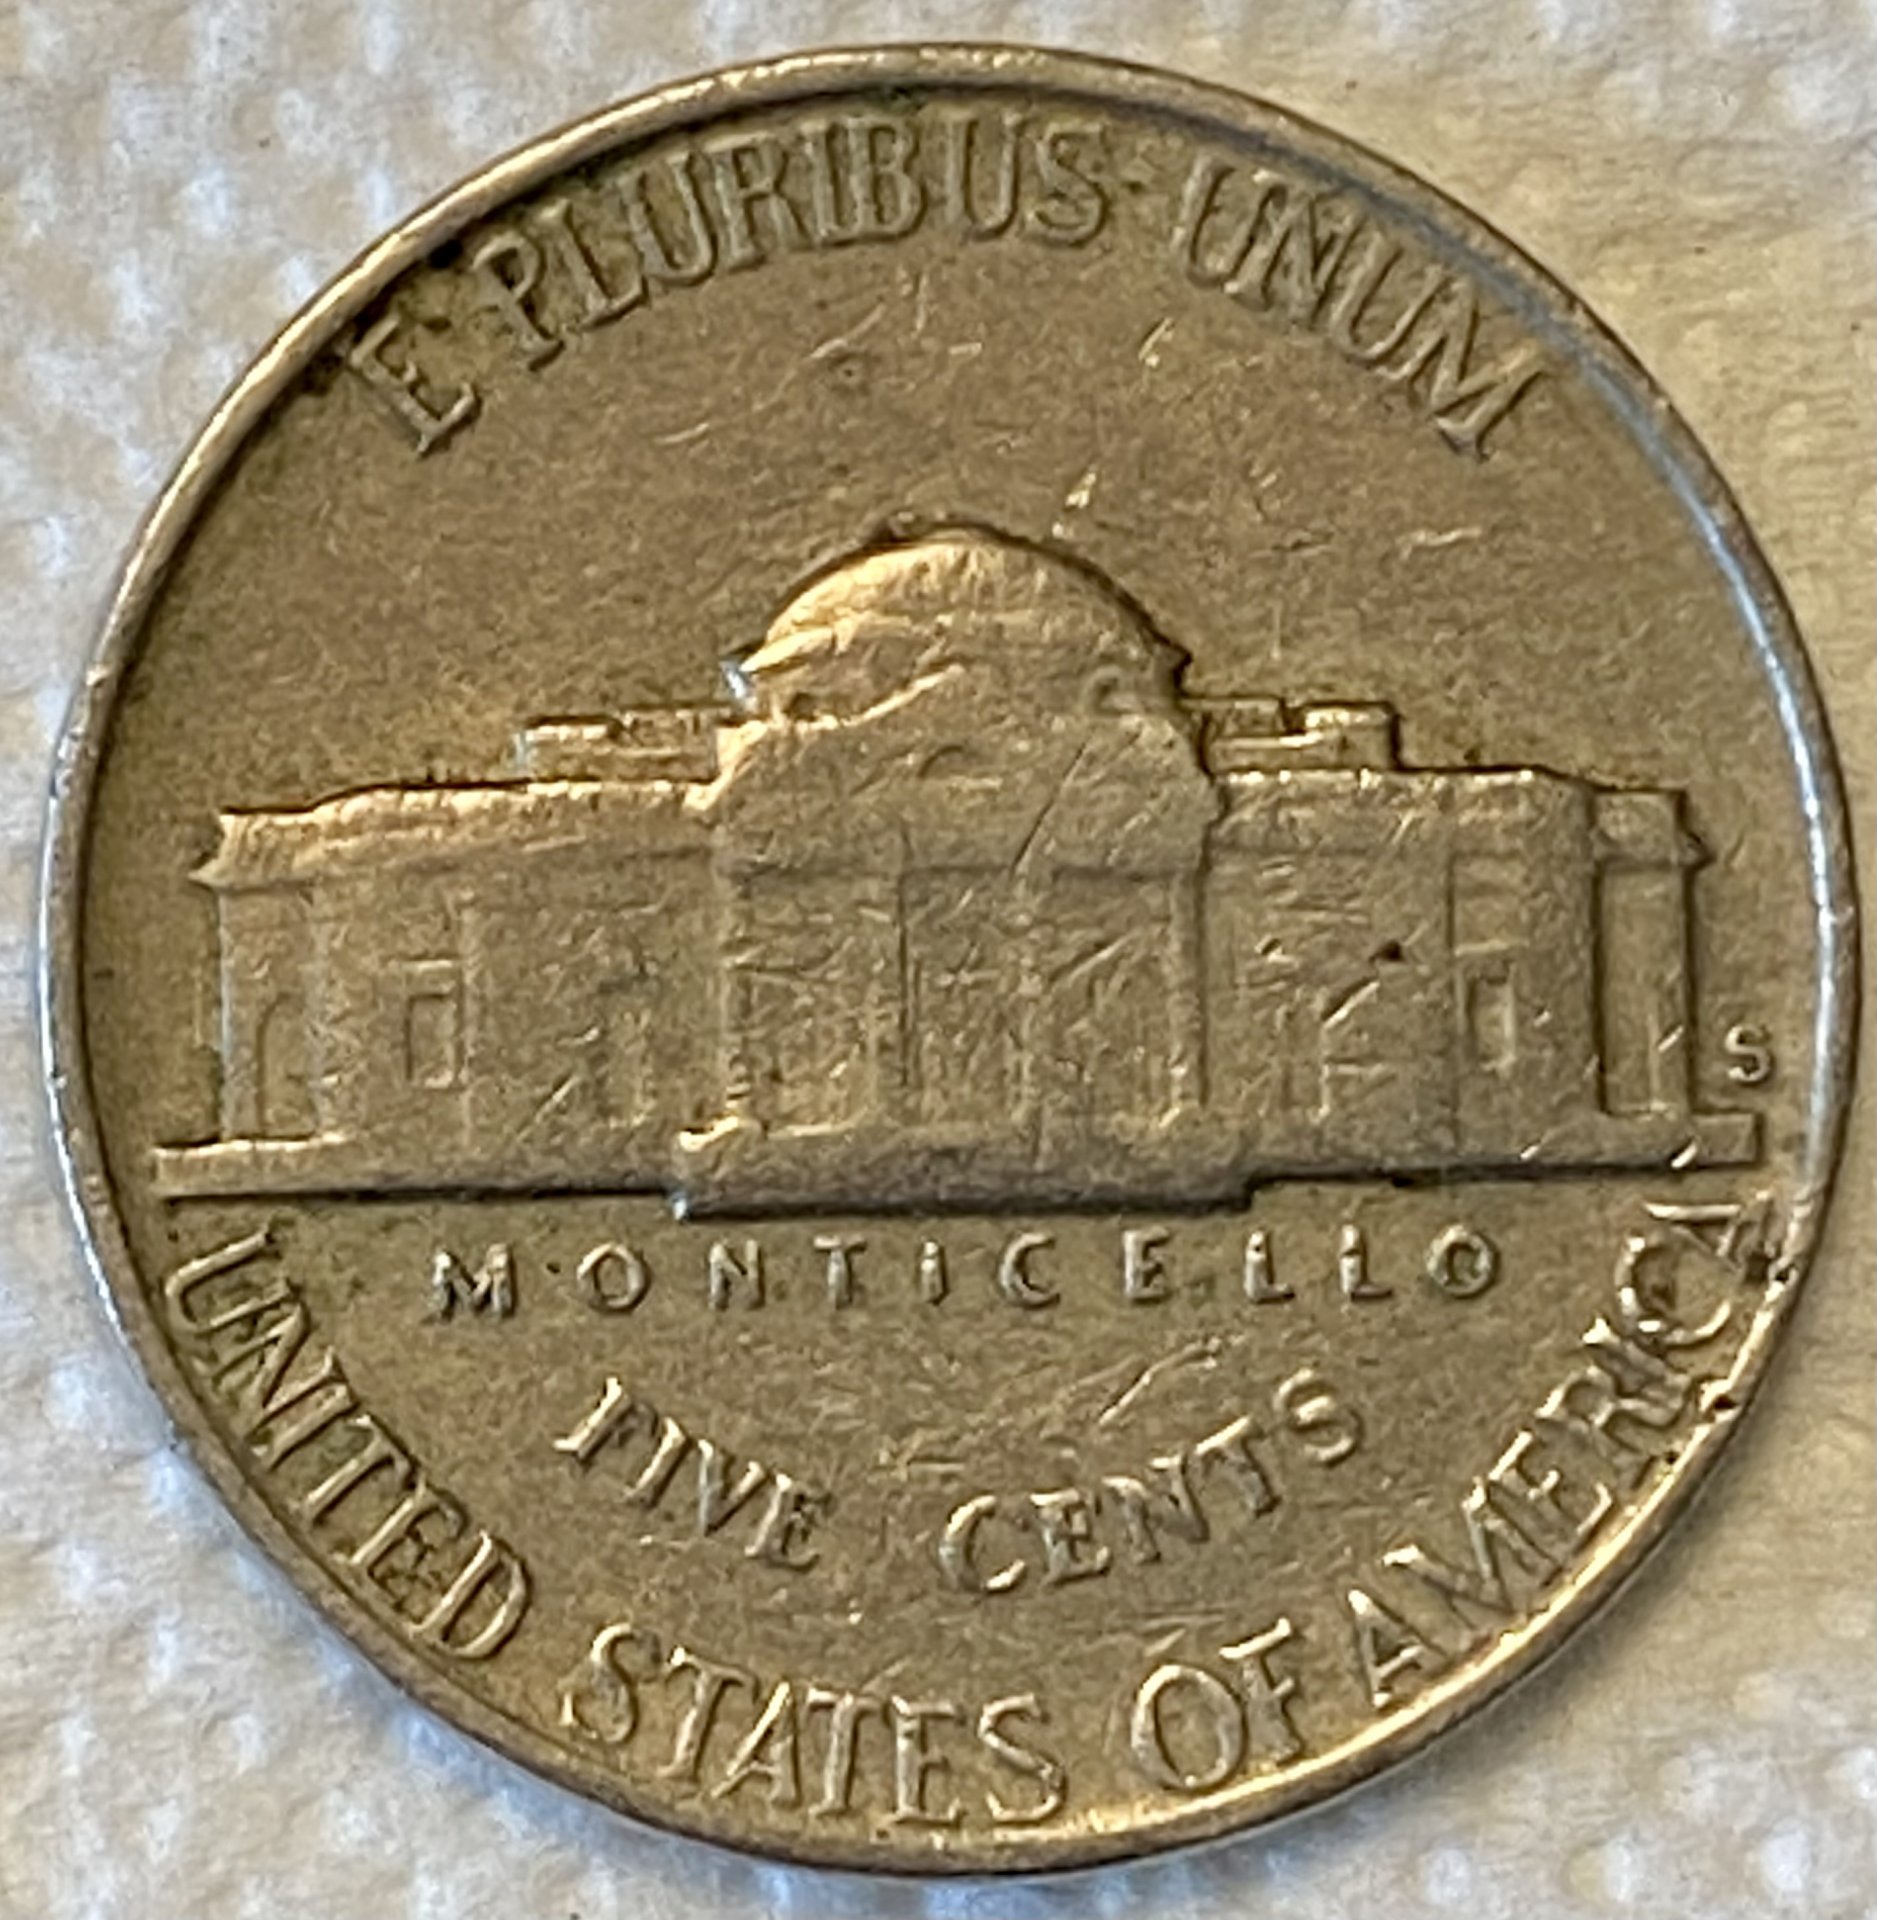 E PLURIBUS UNUM
S
MONTICELLO
FIVE CENTS
UNITED STATES OF AMERICA